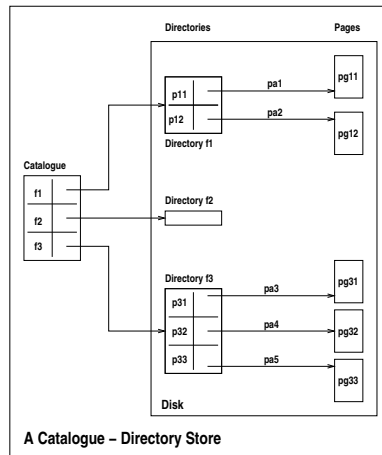 Directories
Pages
p11
pa1
pg11
p12
pa2
pg12
Directory f1
Catalogue
f1
f2
f3
Directory f2
Directory f3
p31
pa3
pg31
p32
pa4
pg32
p33
pa5
pg33
Disk
A Catalogue – Directory Store